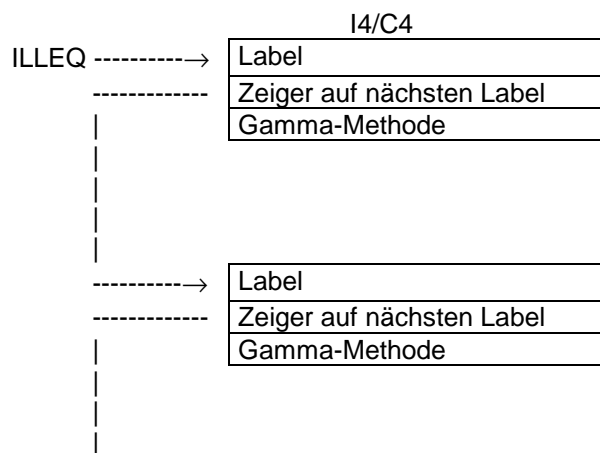 I4/C4
ILLEQ -----------→ Label
------------- Zeiger auf nächsten Label
Gamma-Methode
-----------→ Label
------------- Zeiger auf nächsten Label
Gamma-Methode